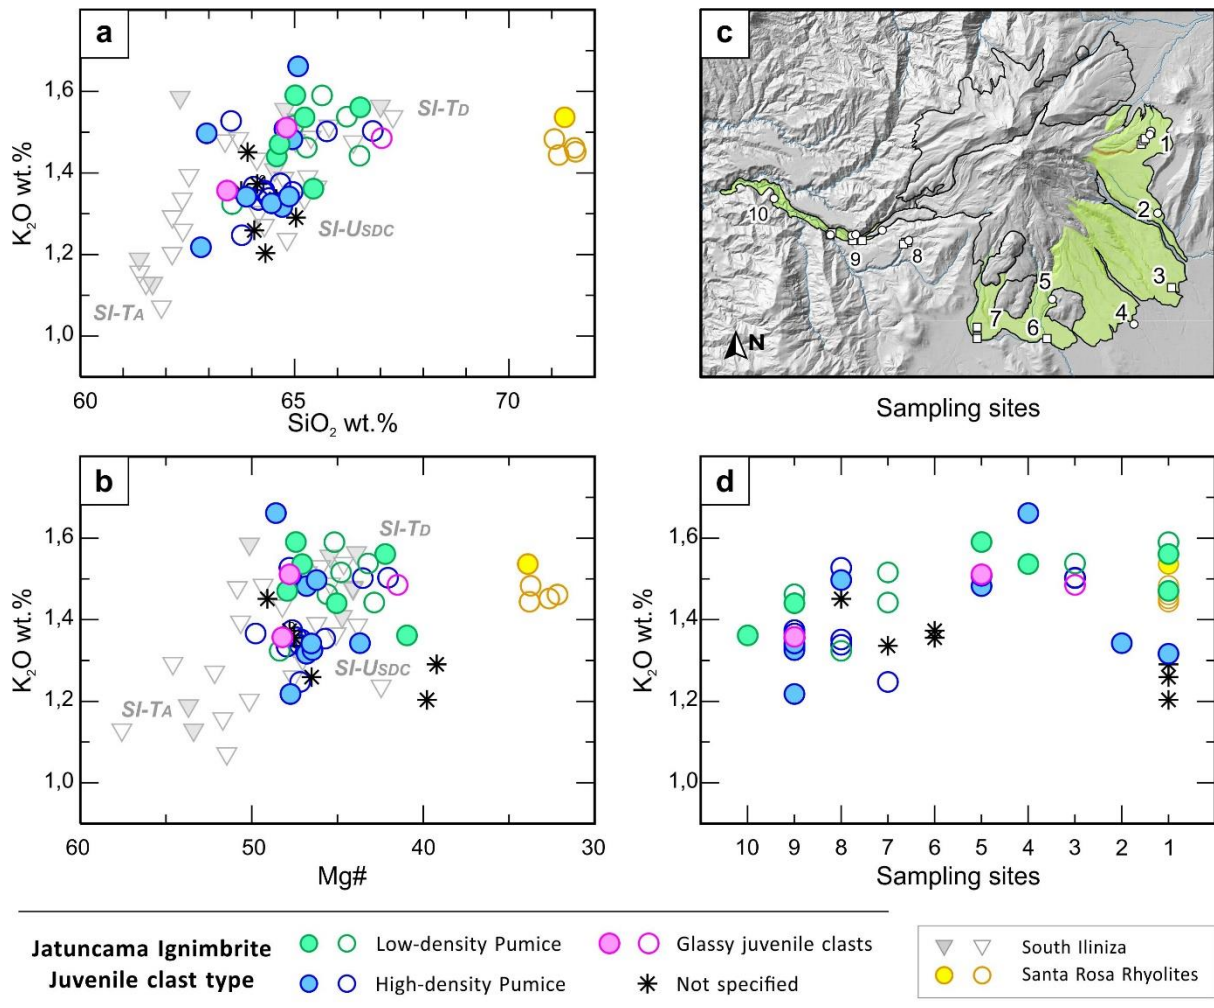 a
1,6
1,4
1,2
1,0
K₂O wt.%
SI-TD
SI-USDC
SI-TA
60
65
70
SiO₂ wt.%
c
1
2
3
4
5
6
7
8
9
10
N
Sampling sites
b
1,6
1,4
1,2
1,0
K₂O wt.%
SI-TD
SI-USDC
SI-TA
60
50
40
30
Mg#
d
1,6
1,4
1,2
1,0
K₂O wt.%
10 9 8 7 6 5 4 3 2 1
Sampling sites
Jatuncama Ignimbrite
Juvenile clast type
Low-density Pumice
High-density Pumice
Glassy juvenile clasts
Not specified
South Iliniza
Santa Rosa Rhyolites